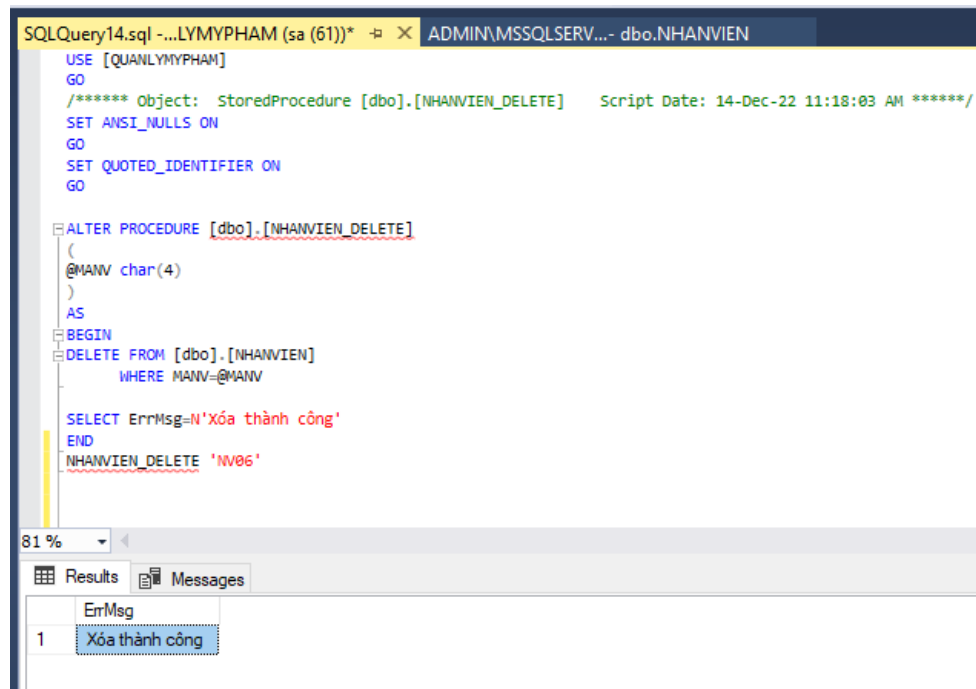 SQLQuery14.sql -...LYMYPHAM (sa (61))* ADMIN\MSSQLSERV...- dbo.NHANVIEN
USE [QUANLYMYPHAM]
GO
/****** Object:  StoredProcedure [dbo].[NHANVIEN_DELETE]    Script Date: 14-Dec-22 11:18:03 AM ******/
SET ANSI_NULLS ON
GO
SET QUOTED_IDENTIFIER ON
GO
ALTER PROCEDURE [dbo].[NHANVIEN_DELETE]
(
@MANV char(4)
)
AS
BEGIN
DELETE FROM [dbo].[NHANVIEN]
WHERE MANV=@MANV
SELECT ErrMsg=N'Xóa thành công'
END
NHANVIEN_DELETE 'NV06'
81 %
Results Messages
ErrMsg
1 Xóa thành công